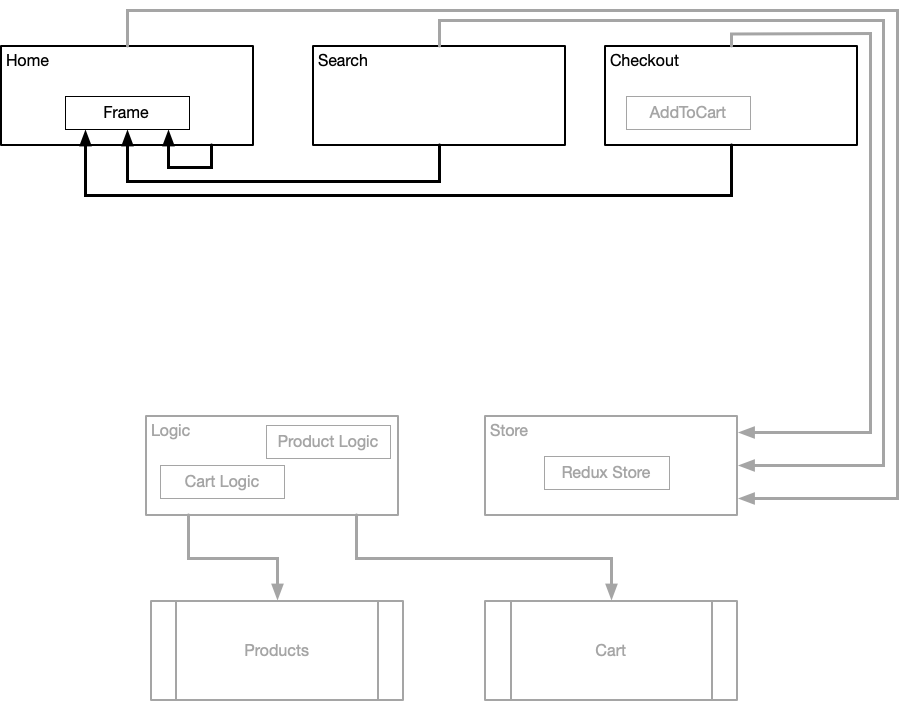 Home
Search
Checkout
Frame
AddToCart
Logic
Product Logic
Cart Logic
Store
Redux Store
Products
Cart